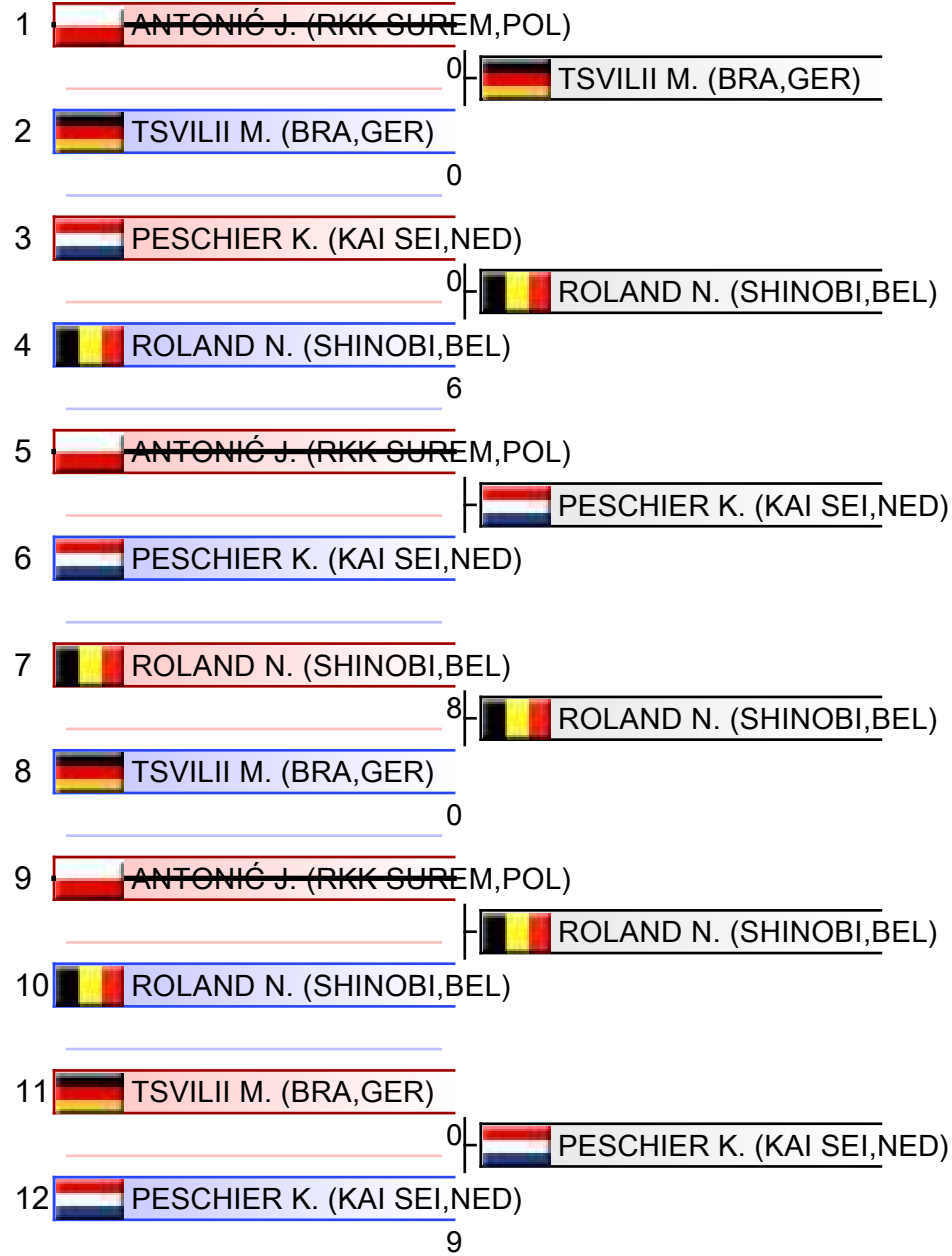 1 ANTONIĆ J. (RKK SUREM,POL)
0 TSVILII M. (BRA,GER)
2 TSVILII M. (BRA,GER)
0
3 PESCHIER K. (KAI SEI,NED)
0 ROLAND N. (SHINOBI,BEL)
4 ROLAND N. (SHINOBI,BEL)
6
5 ANTONIĆ J. (RKK SUREM,POL)
PESCHIER K. (KAI SEI,NED)
6 PESCHIER K. (KAI SEI,NED)
7 ROLAND N. (SHINOBI,BEL)
8 ROLAND N. (SHINOBI,BEL)
8 TSVILII M. (BRA,GER)
0
9 ANTONIĆ J. (RKK SUREM,POL)
ROLAND N. (SHINOBI,BEL)
10 ROLAND N. (SHINOBI,BEL)
11 TSVILII M. (BRA,GER)
0 PESCHIER K. (KAI SEI,NED)
12 PESCHIER K. (KAI SEI,NED)
9